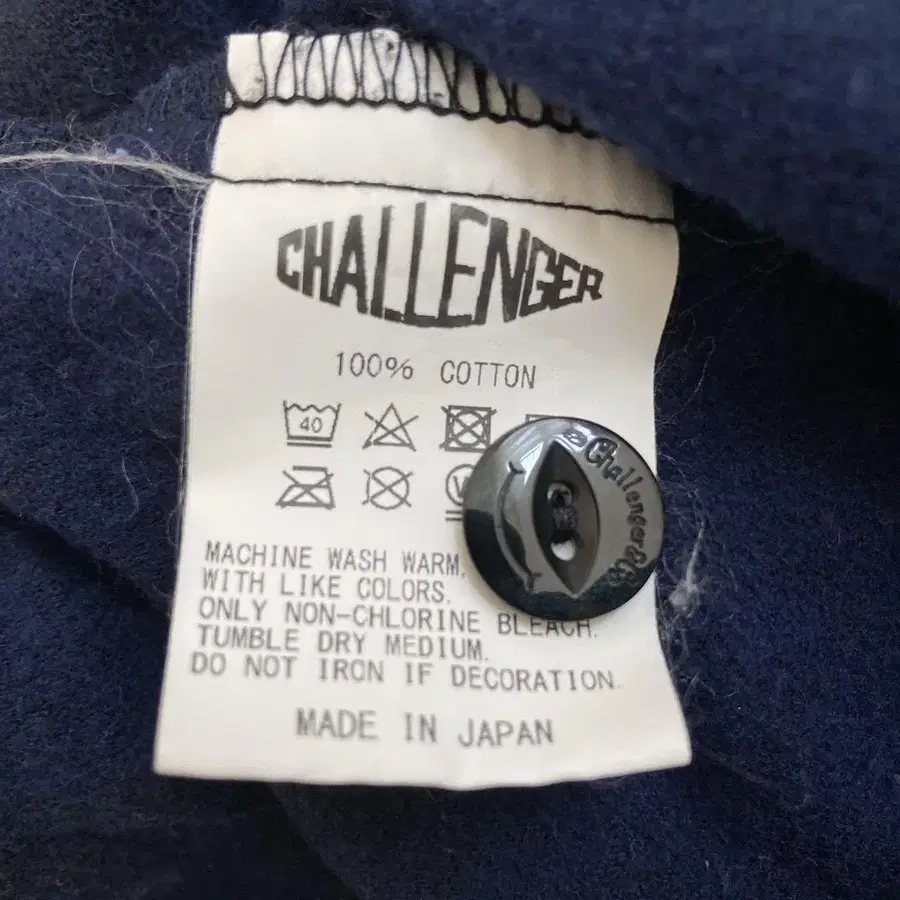 CHALLENGER
100% COTTON
40
MACHINE WASH WARM,
WITH LIKE COLORS.
ONLY NON-CHLORINE BLEACH.
TUMBLE DRY MEDIUM.
DO NOT IRON IF DECORATION.
MADE IN JAPAN
Challenger